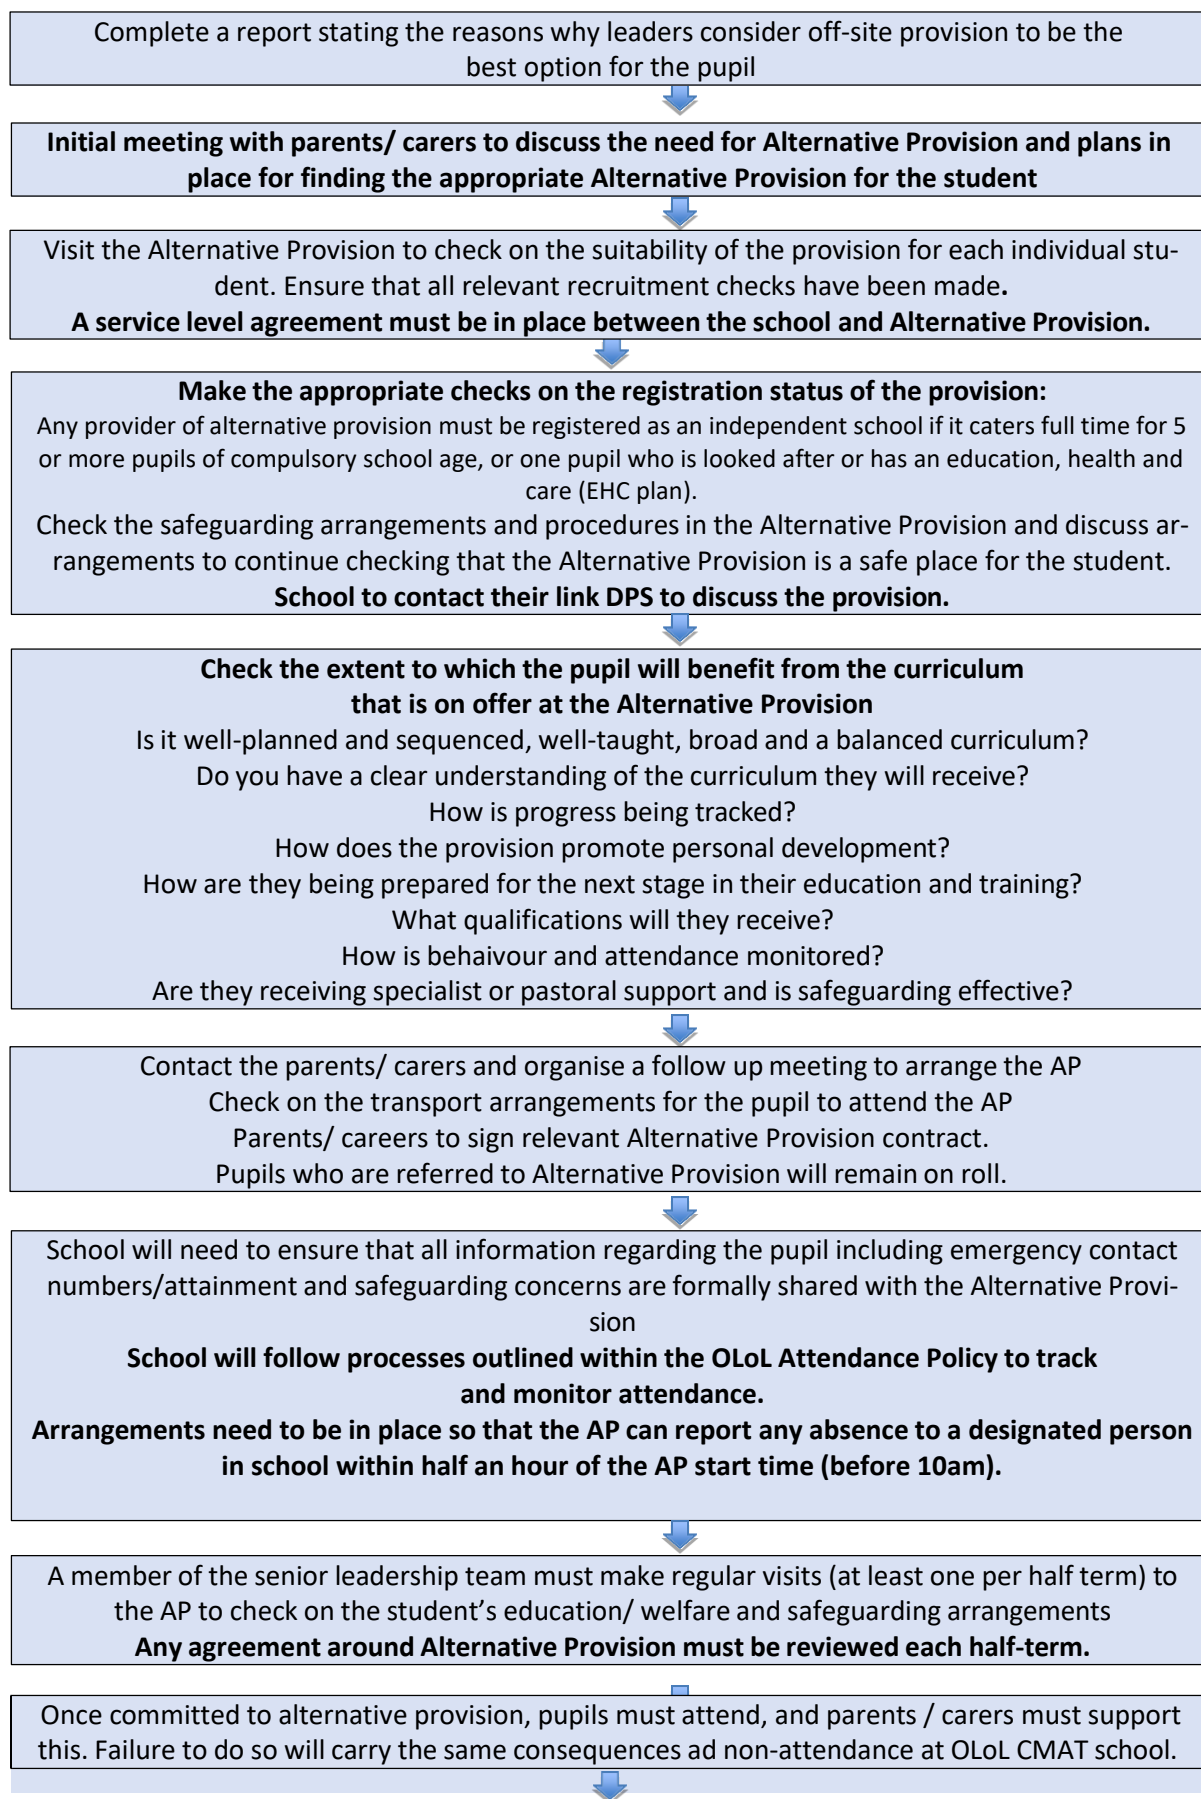 Complete a report stating the reasons why leaders consider off-site provision to be the
best option for the pupil
Initial meeting with parents/ carers to discuss the need for Alternative Provision and plans in
place for finding the appropriate Alternative Provision for the student
Visit the Alternative Provision to check on the suitability of the provision for each individual stu-
dent. Ensure that all relevant recruitment checks have been made.
A service level agreement must be in place between the school and Alternative Provision.
Make the appropriate checks on the registration status of the provision:
Any provider of alternative provision must be registered as an independent school if it caters full time for 5
or more pupils of compulsory school age, or one pupil who is looked after or has an education, health and
care (EHC plan).
Check the safeguarding arrangements and procedures in the Alternative Provision and discuss ar-
rangements to continue checking that the Alternative Provision is a safe place for the student.
School to contact their link DPS to discuss the provision.
Check the extent to which the pupil will benefit from the curriculum
that is on offer at the Alternative Provision
Is it well-planned and sequenced, well-taught, broad and a balanced curriculum?
Do you have a clear understanding of the curriculum they will receive?
How is progress being tracked?
How does the provision promote personal development?
How are they being prepared for the next stage in their education and training?
What qualifications will they receive?
How is behaivour and attendance monitored?
Are they receiving specialist or pastoral support and is safeguarding effective?
Contact the parents/ carers and organise a follow up meeting to arrange the AP
Check on the transport arrangements for the pupil to attend the AP
Parents/ careers to sign relevant Alternative Provision contract.
Pupils who are referred to Alternative Provision will remain on roll.
School will need to ensure that all information regarding the pupil including emergency contact
numbers/attainment and safeguarding concerns are formally shared with the Alternative Provi-
sion
School will follow processes outlined within the OLoL Attendance Policy to track
and monitor attendance.
Arrangements need to be in place so that the AP can report any absence to a designated person
in school within half an hour of the AP start time (before 10am).
A member of the senior leadership team must make regular visits (at least one per half term) to
the AP to check on the student’s education/ welfare and safeguarding arrangements
Any agreement around Alternative Provision must be reviewed each half-term.
Once committed to alternative provision, pupils must attend, and parents / carers must support
this. Failure to do so will carry the same consequences ad non-attendance at OLoL CMAT school.